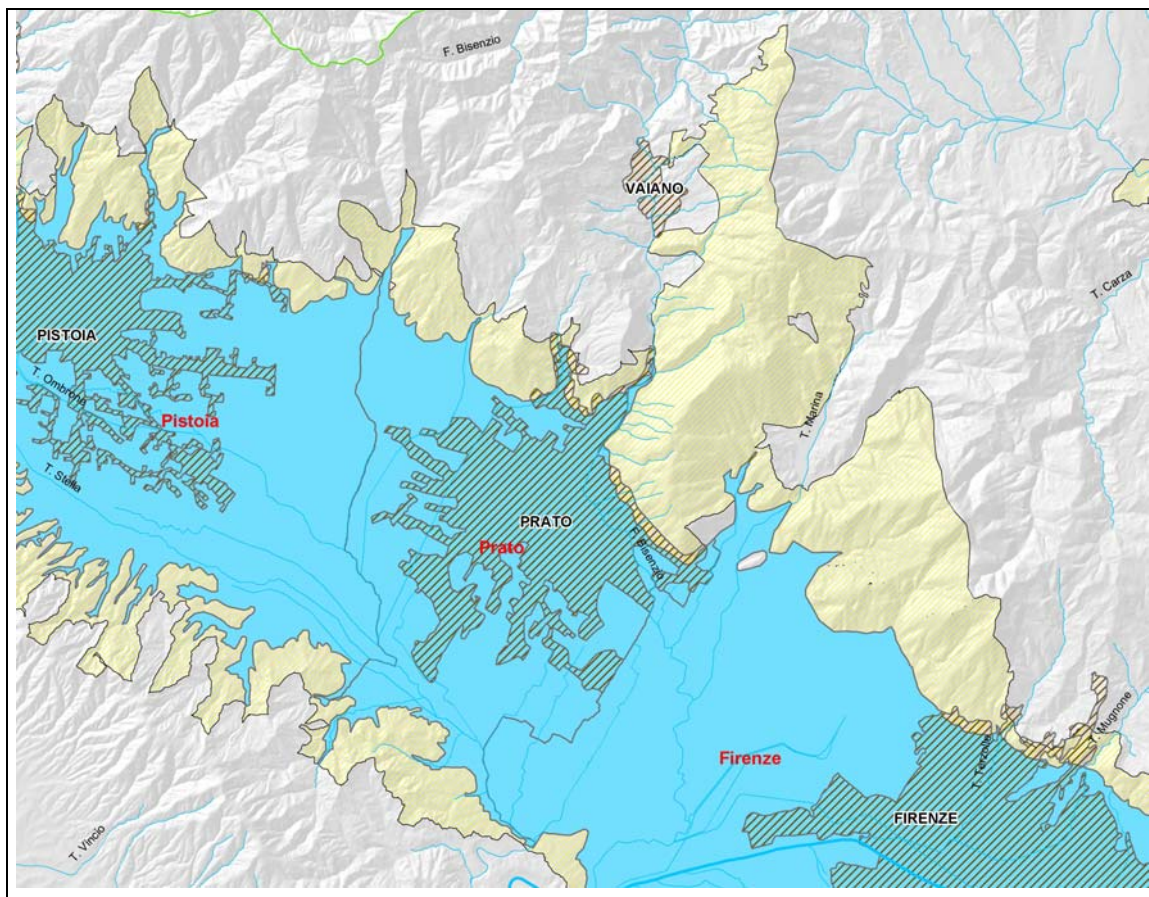 F. Bisenzio
VAIANO
T. Carza
PISTOIA
T. Ombrone
Pistoia
T. Marina
T. Stella
PRATO
Prato
F. Bisenzio
T. Mugnone
T. Terzolle
Firenze
FIRENZE
T. Vincio